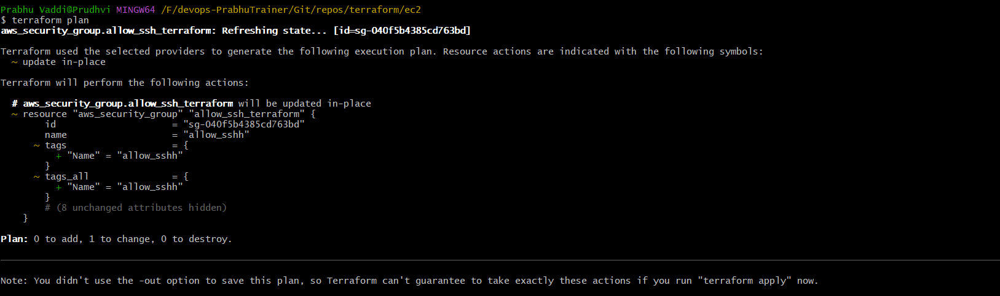 Prabhu Vaddi@Prudhvi MINGW64 /F/devops-PrabhuTrainer/Git/repos/terraform/ec2
$ terraform plan
aws_security_group.allow_ssh_terraform: Refreshing state... [id=sg-040f5b4385cd763bd]
Terraform used the selected providers to generate the following execution plan. Resource actions are indicated with the following symbols:
  ~ update in-place
Terraform will perform the following actions:
  # aws_security_group.allow_ssh_terraform will be updated in-place
  ~ resource "aws_security_group" "allow_ssh_terraform" {
        id                     = "sg-040f5b4385cd763bd"
        name                   = "allow_sshh"
      ~ tags                   = {
          + "Name" = "allow_sshh"
        }
      ~ tags_all               = {
          + "Name" = "allow_sshh"
        }
        # (8 unchanged attributes hidden)
    }
Plan: 0 to add, 1 to change, 0 to destroy.
Note: You didn't use the -out option to save this plan, so Terraform can't guarantee to take exactly these actions if you run "terraform apply" now.